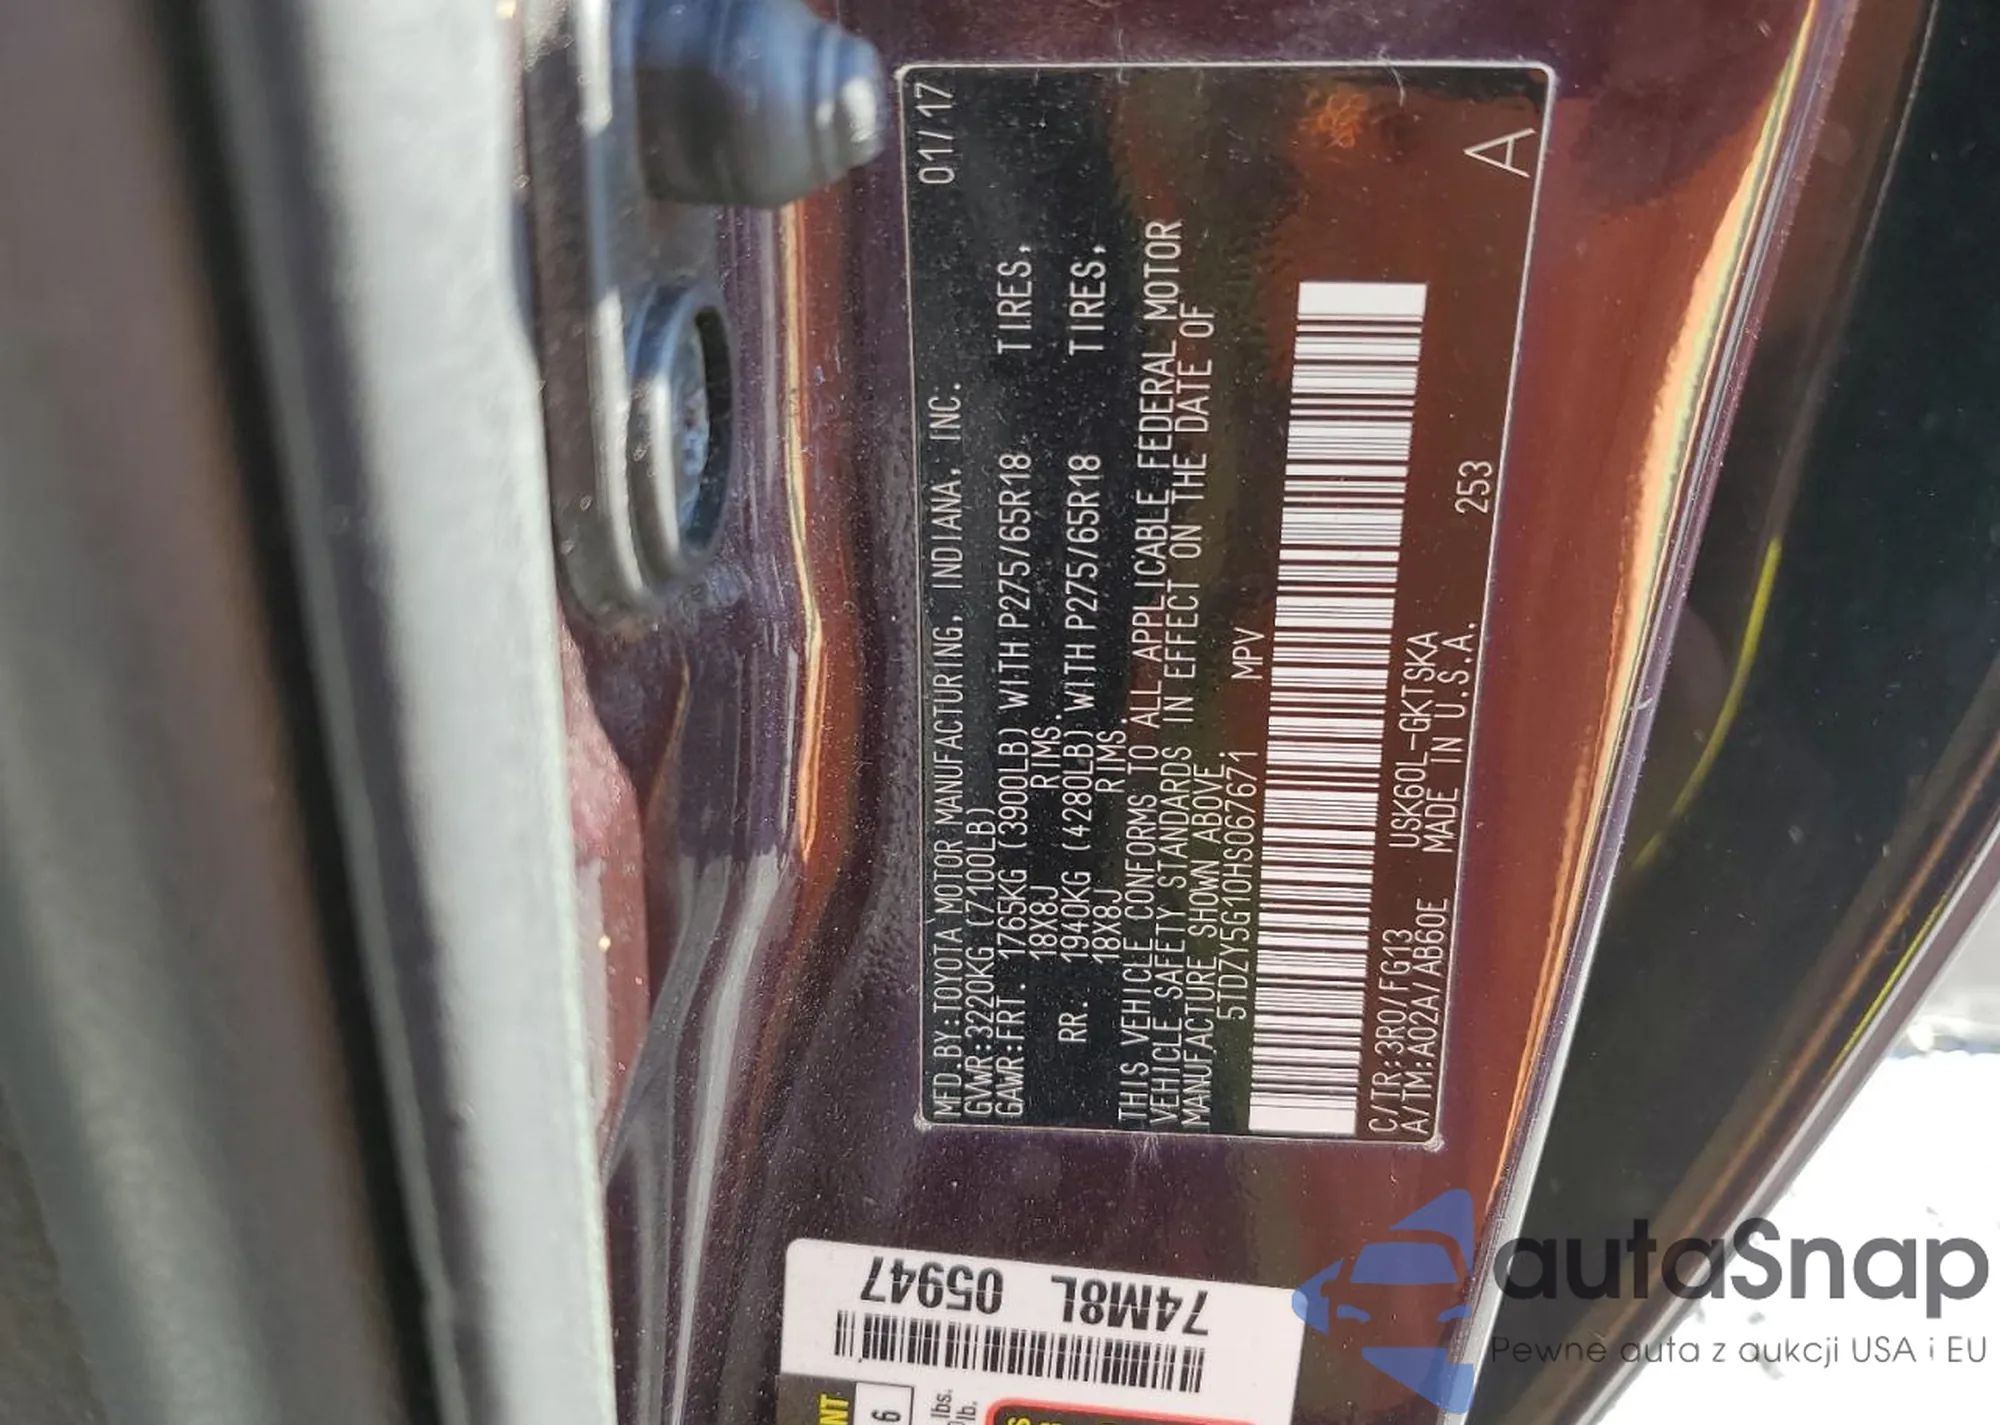 MFD.BY:TOYOTA MOTOR MANUFACTURING, INDIANA, INC. 01/17
GVWR:3220KG (7100LB)
GAWR:FRT. 1765KG (3900LB) WITH P275/65R18 TIRES,
18X8J RIMS.
RR. 1940KG (4280LB) WITH P275/65R18 TIRES,
18X8J RIMS.
THIS VEHICLE CONFORMS TO ALL APPLICABLE FEDERAL MOTOR
VEHICLE SAFETY STANDARDS IN EFFECT ON THE DATE OF
MANUFACTURE SHOWN ABOVE.
5TDZY5G10HS067671 MPV
C/TR:3R0/FG13 USK60L-GKTSKA 253
A/TM:A02A/AB60E MADE IN U.S.A. A
74M8L 05947
6
lbs.
lb.
autaSnap
Pewne auta z aukcji USA i EU